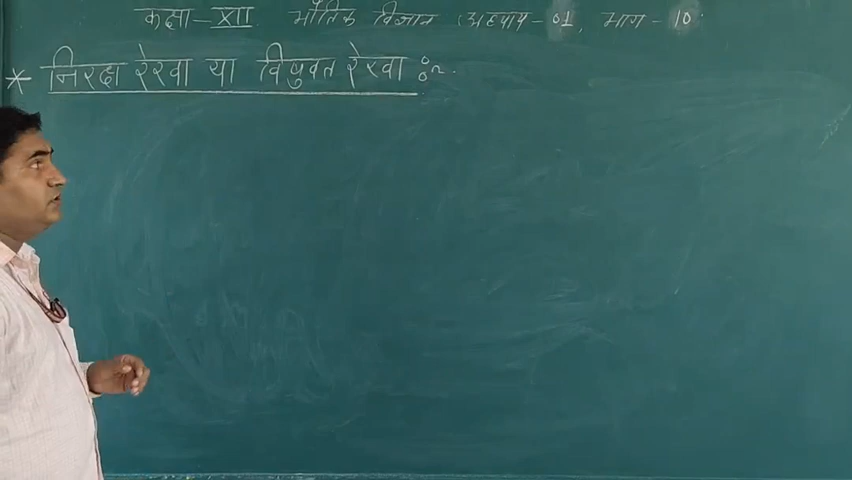 कक्षा - XII भौतिक विज्ञान अध्याय - 01, भाग - 10
* निरक्ष रेखा या विषुवत रेखा :-